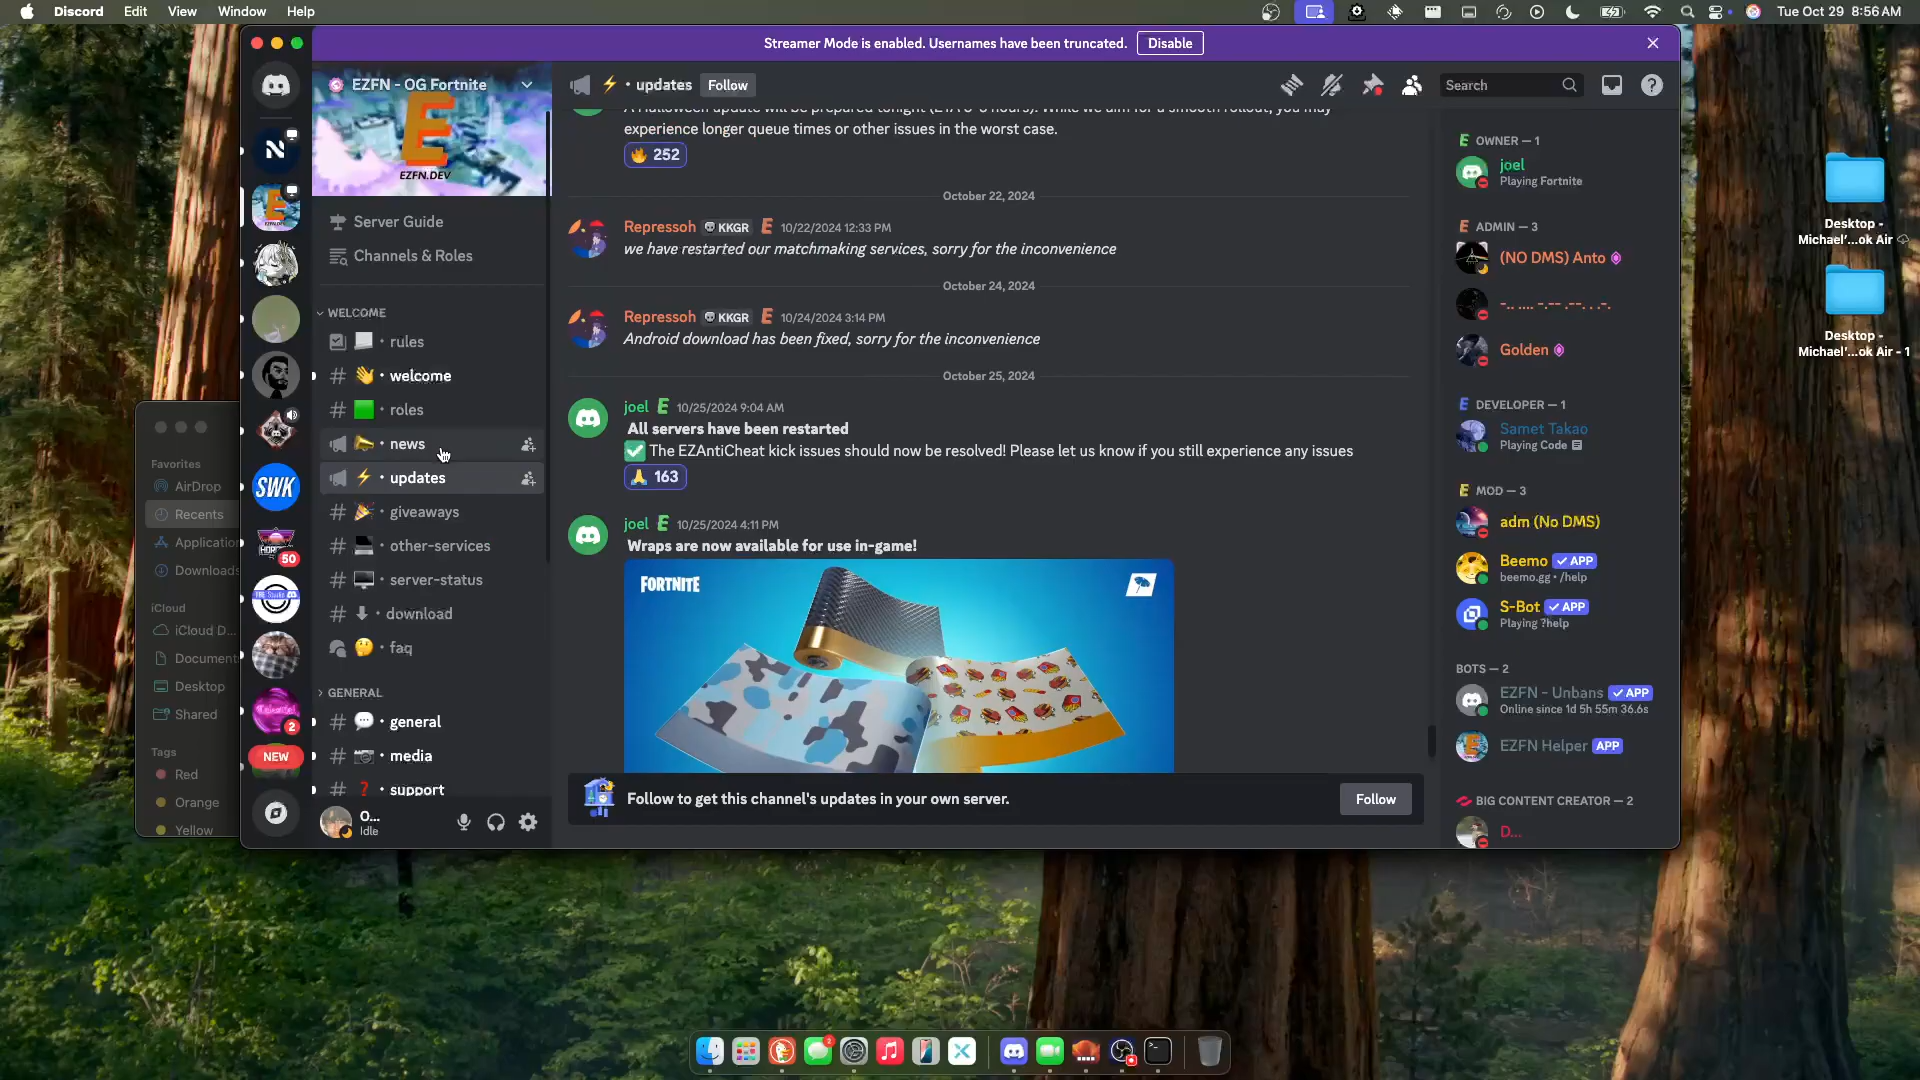 Discord Edit View Window Help
Tue Oct 29 8:56 AM
Streamer Mode is enabled. Usernames have been truncated. Disable
EZFN - OG Fortnite
EZFN.DEV
Server Guide
Channels & Roles
WELCOME
rules
welcome
roles
news
updates
giveaways
other-services
server-status
download
faq
GENERAL
general
media
support
O...
Idle
SWK
50
2
NEW
Favorites
AirDrop
Recents
Application
Downloads
iCloud
iCloud D...
Document
Desktop
Shared
Tags
Red
Orange
Yellow
updates Follow
Search
experience longer queue times or other issues in the worst case.
252
October 22, 2024
Repressoh KKGR 10/22/2024 12:33 PM
we have restarted our matchmaking services, sorry for the inconvenience
October 24, 2024
Repressoh KKGR 10/24/2024 3:14 PM
Android download has been fixed, sorry for the inconvenience
October 25, 2024
joel 10/25/2024 9:04 AM
All servers have been restarted
The EZAntiCheat kick issues should now be resolved! Please let us know if you still experience any issues
163
joel 10/25/2024 4:11 PM
Wraps are now available for use in-game!
FORTNITE
Follow to get this channel's updates in your own server.
Follow
OWNER — 1
joel
Playing Fortnite
ADMIN — 3
(NO DMS) Anto
-.. .... -.-- .--. . .-.
Golden
DEVELOPER — 1
Samet Takao
Playing Code
MOD — 3
adm (No DMS)
Beemo APP
beemo.gg • /help
S-Bot APP
Playing ?help
BOTS — 2
EZFN - Unbans APP
Online since 1d 5h 55m 36.6s
EZFN Helper APP
BIG CONTENT CREATOR — 2
D...
Desktop -
Michael'...ok Air
Desktop -
Michael'...ok Air - 1
2